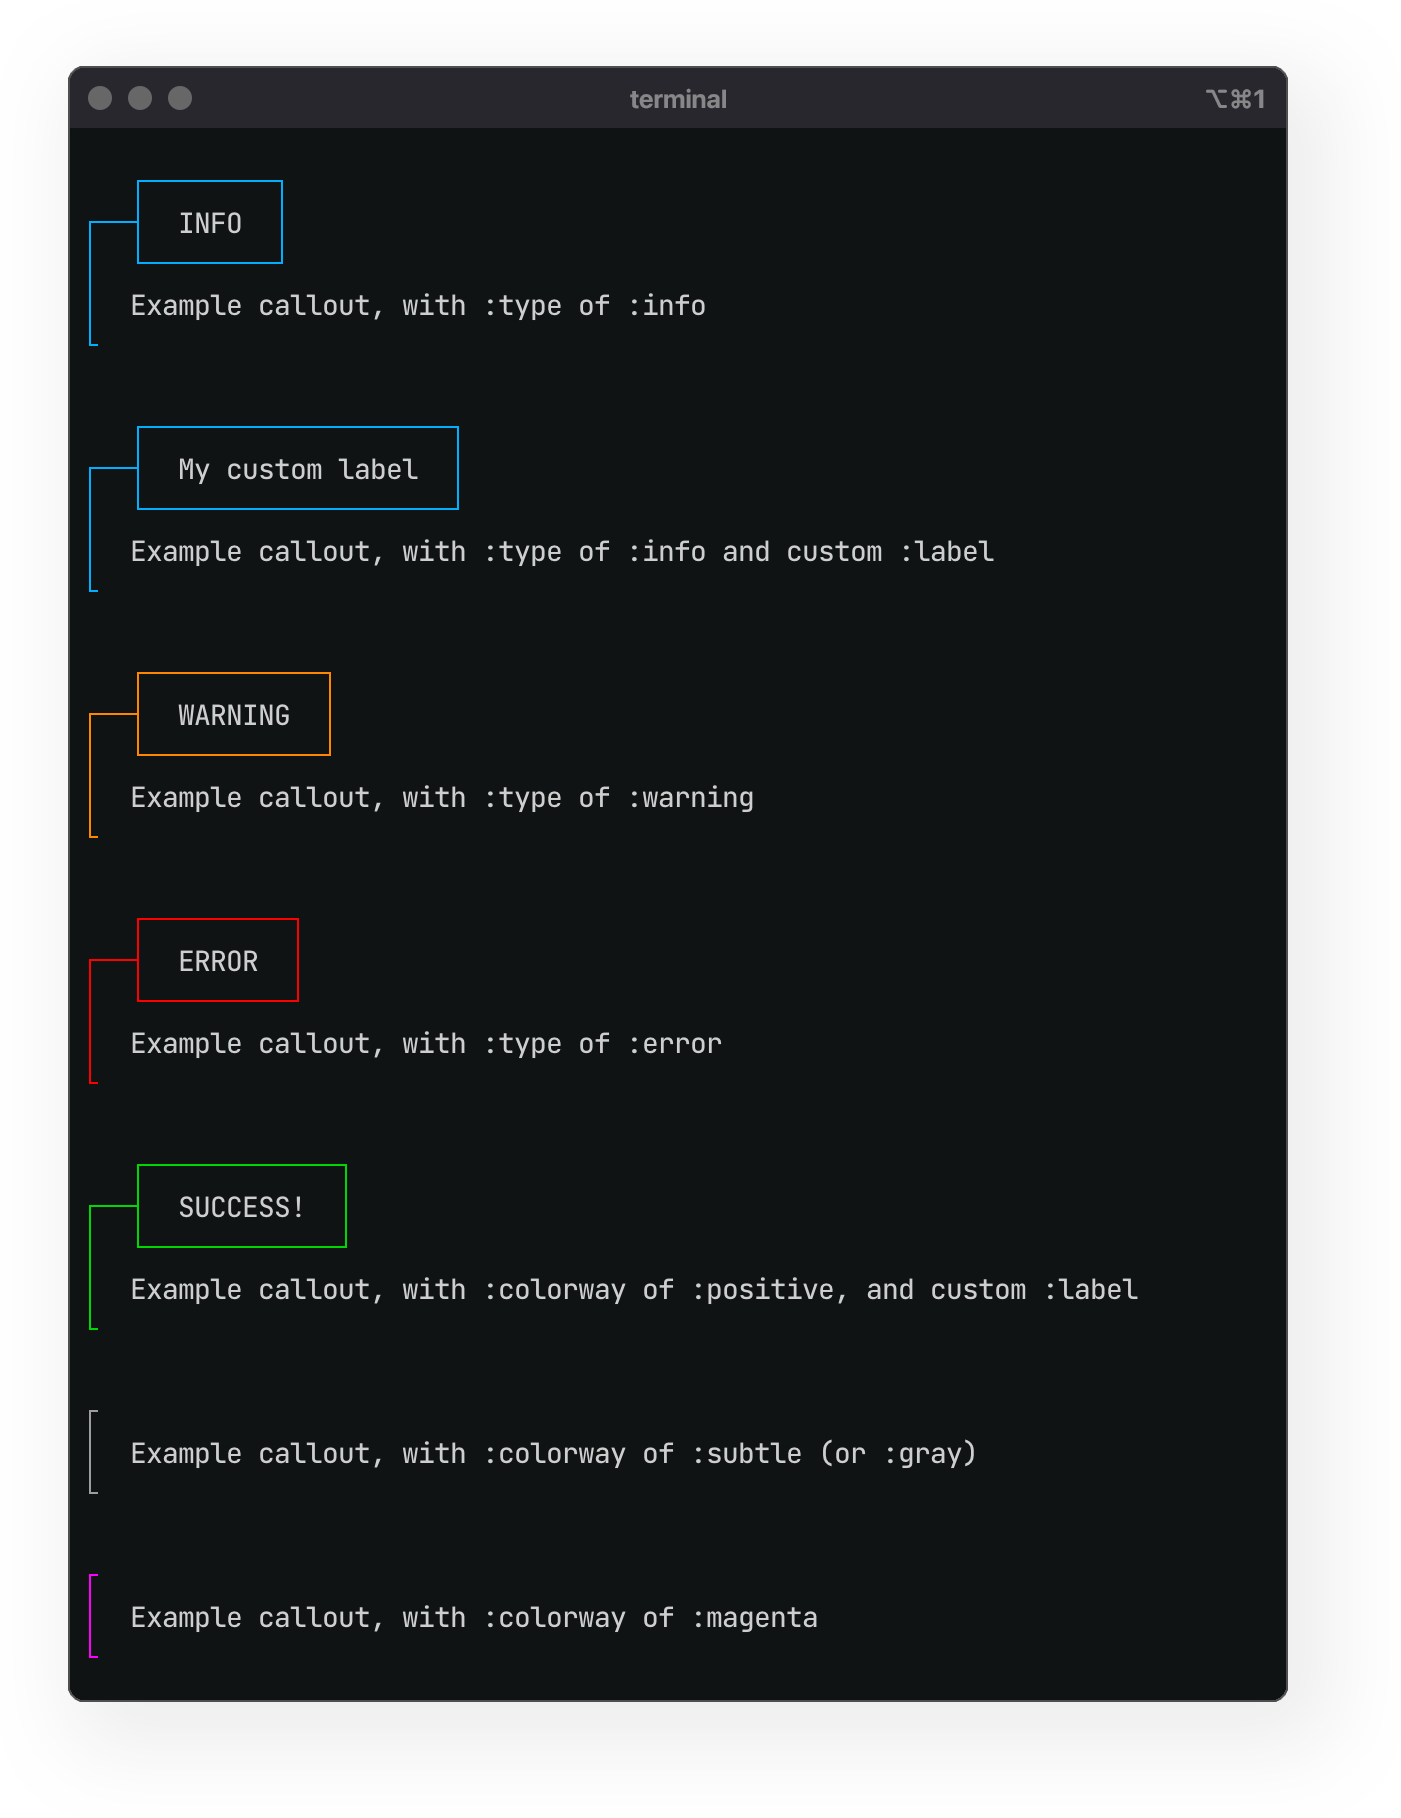 terminal
⌥⌘1
INFO
Example callout, with :type of :info
My custom label
Example callout, with :type of :info and custom :label
WARNING
Example callout, with :type of :warning
ERROR
Example callout, with :type of :error
SUCCESS!
Example callout, with :colorway of :positive, and custom :label
Example callout, with :colorway of :subtle (or :gray)
Example callout, with :colorway of :magenta